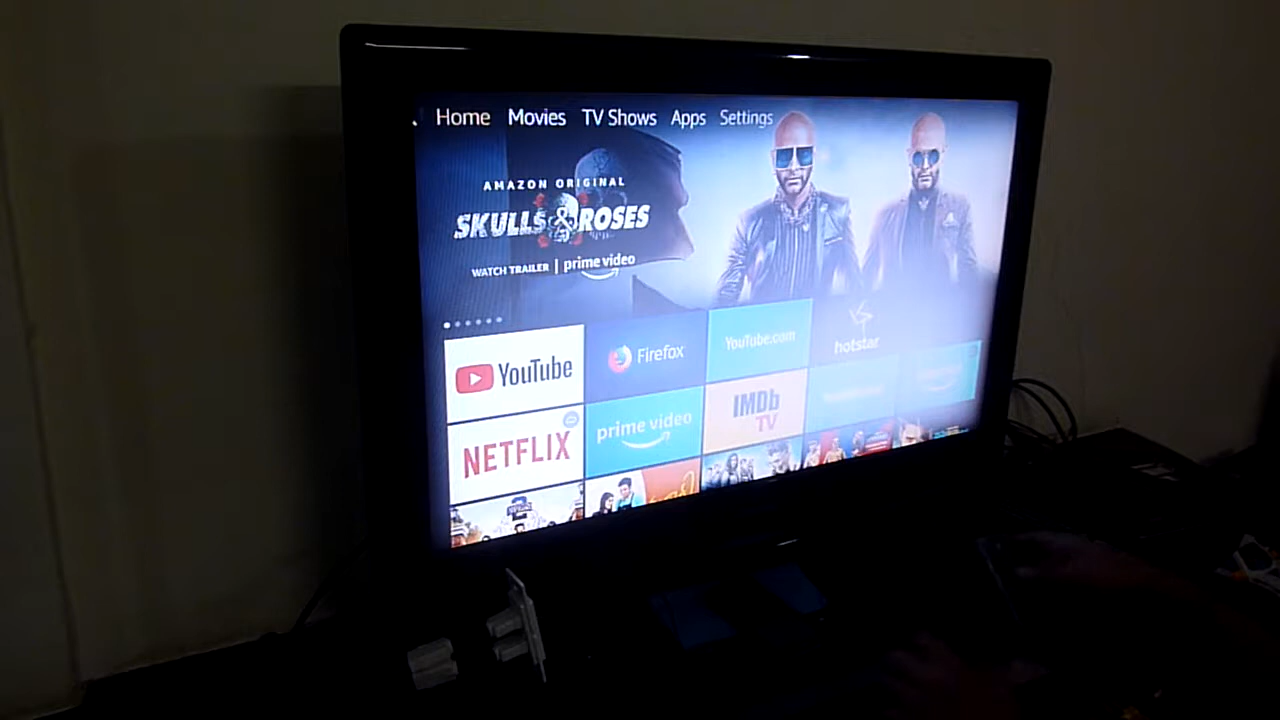 Home Movies TV Shows Apps Settings
AMAZON ORIGINAL
SKULLS & ROSES
WATCH TRAILER | prime video
YouTube
Firefox
YouTube.com
hotstar
NETFLIX
prime video
IMDb
TV